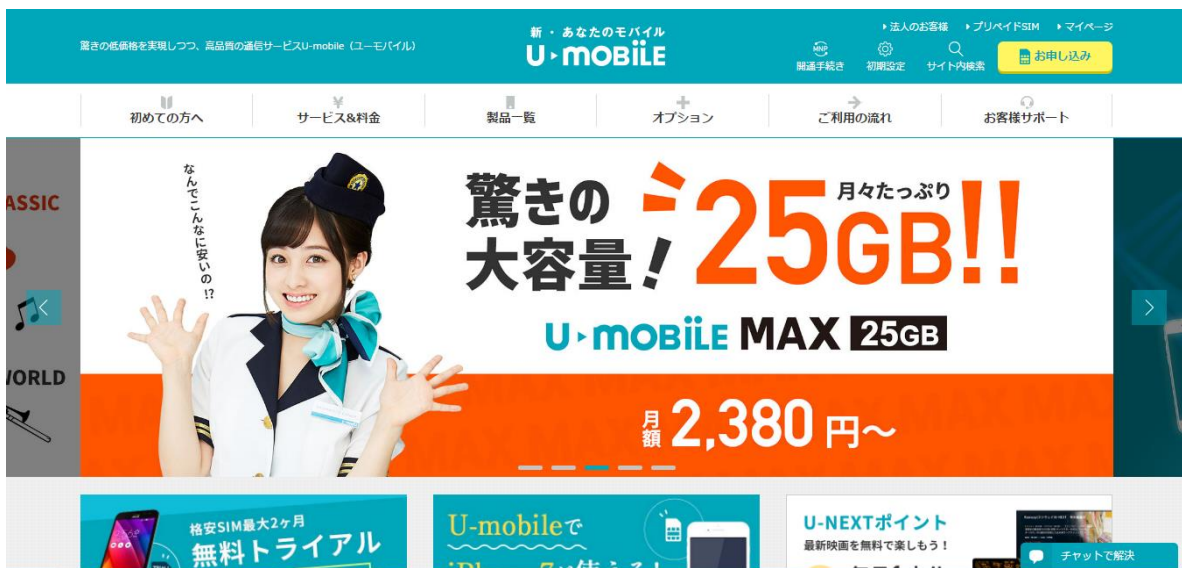 驚きの低価格を実現しつつ、高品質の通信サービスU-mobile（ユーモバイル）
新・あなたのモバイル
U-MOBILE
法人のお客様
プリペイドSIM
マイページ
MNP
開通手続き
初期設定
サイト内検索
お申し込み
初めての方へ
¥
サービス&料金
製品一覧
オプション
ご利用の流れ
お客様サポート
ASSIC
WORLD
なんでこんなに安いの!?
驚きの
大容量!
月々たっぷり
25GB!!
U-MOBILE MAX 25GB
月額 2,380 円〜
格安SIM最大2ヶ月
無料トライアル
U-mobileで
U-NEXTポイント
最新映画を無料で楽しもう!
チャットで解決